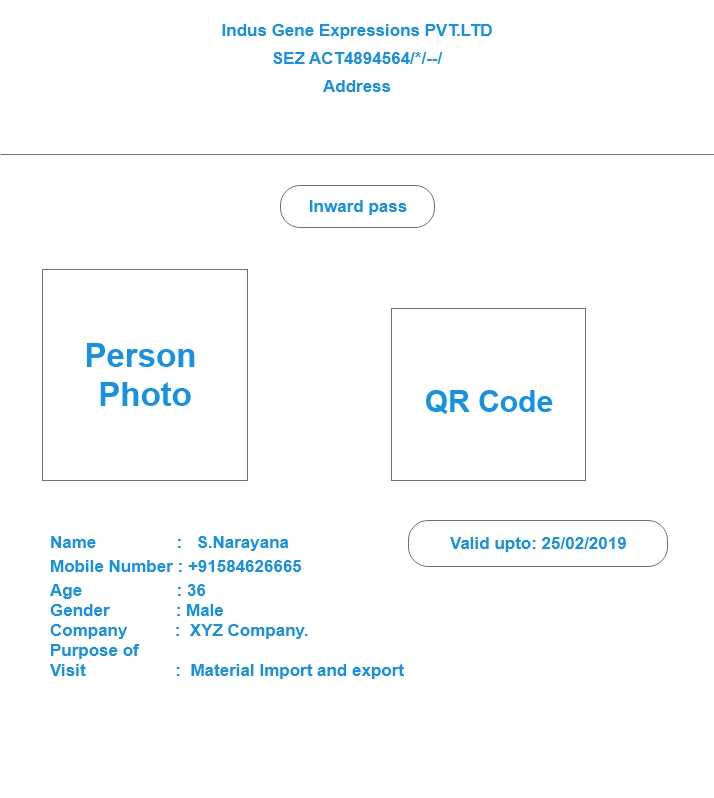 Indus Gene Expressions PVT.LTD
SEZ ACT4894564/*/--/
Address
Inward pass
Person
Photo
QR Code
Valid upto: 25/02/2019
Name : S.Narayana
Mobile Number : +91584626665
Age : 36
Gender : Male
Company : XYZ Company.
Purpose of
Visit : Material Import and export